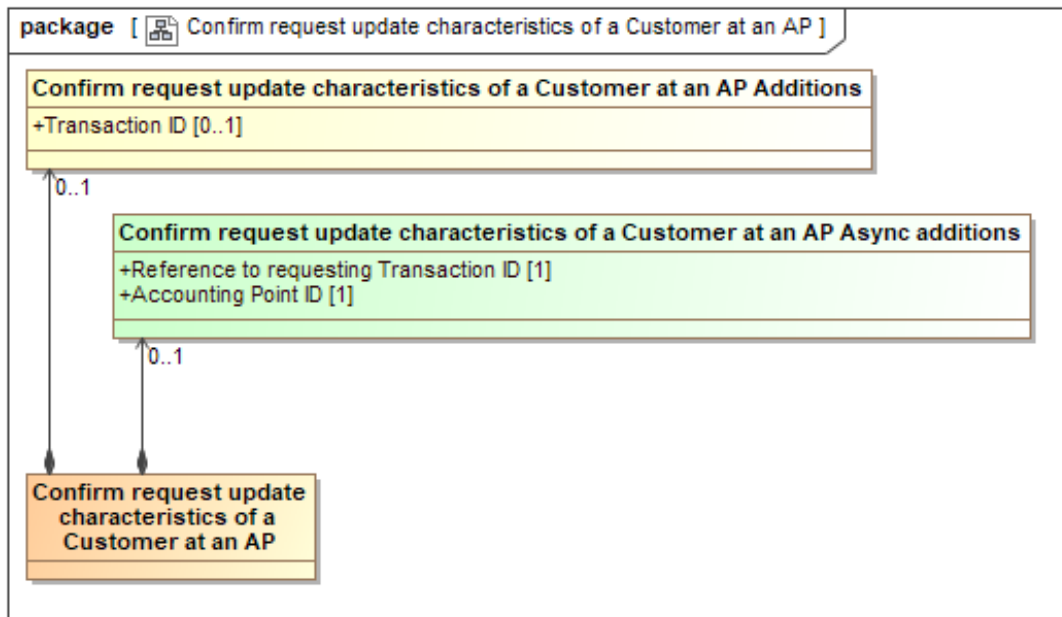 package [ Confirm request update characteristics of a Customer at an AP ]
Confirm request update characteristics of a Customer at an AP Additions
+Transaction ID [0..1]
0..1
Confirm request update characteristics of a Customer at an AP Async additions
+Reference to requesting Transaction ID [1]
+Accounting Point ID [1]
0..1
Confirm request update
characteristics of a
Customer at an AP